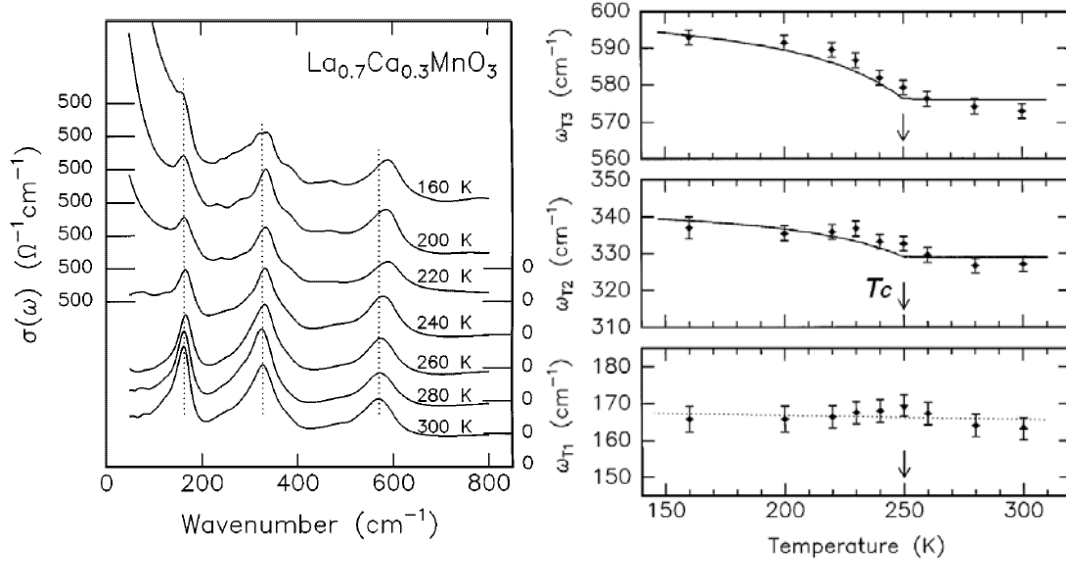 La0.7Ca0.3MnO3
σ(ω) (Ω−1cm−1)
500
500
500
500
500
500
500
160 K
200 K
220 K
240 K
260 K
280 K
300 K
0
0
0
0
0
0
0
0 200 400 600 800
Wavenumber (cm−1)
ωT3 (cm−1)
600
590
580
570
560
ωT2 (cm−1)
350
340
330
320
310
Tc
ωT1 (cm−1)
180
170
160
150
150 200 250 300
Temperature (K)